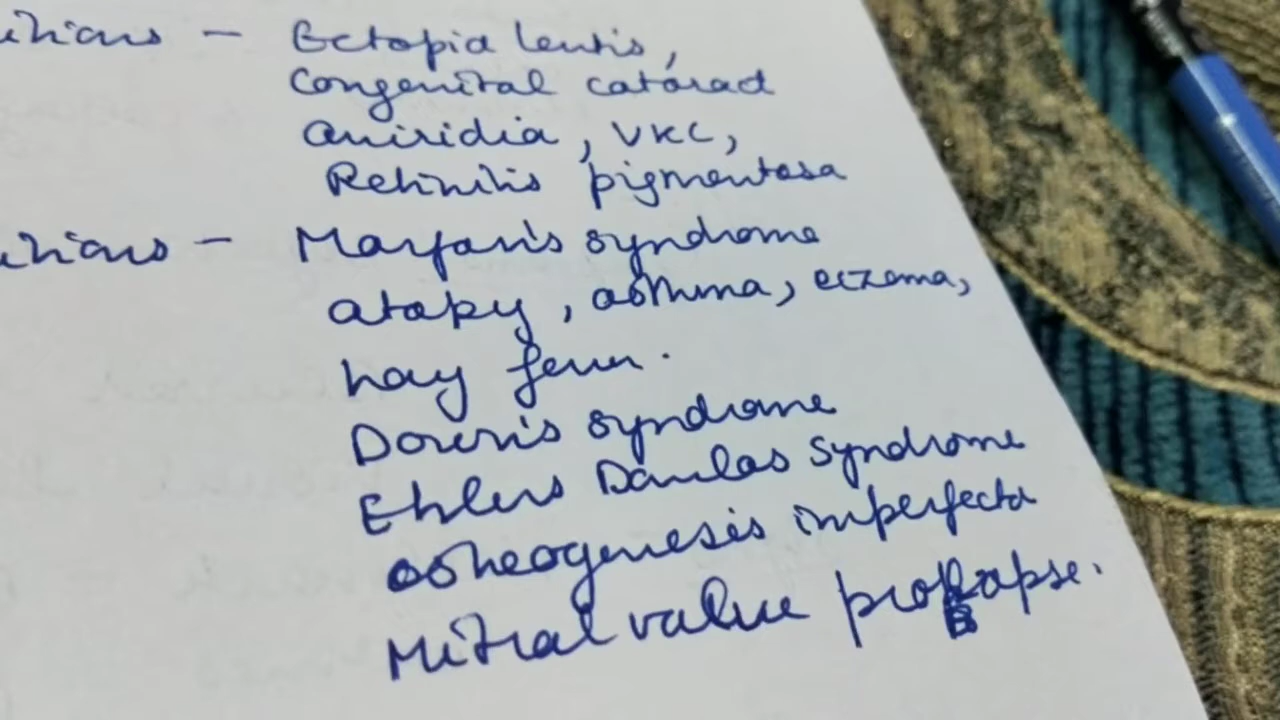 Ectopia lentis,
Congenital cataract
aniridia, VKC,
Retinitis pigmentosa
Marfan's syndrome
atopy, asthma, eczema,
hay fever.
Down's syndrome
Ehlers Danlos Syndrome
osteogenesis imperfecta
Mitral valve prolapse.